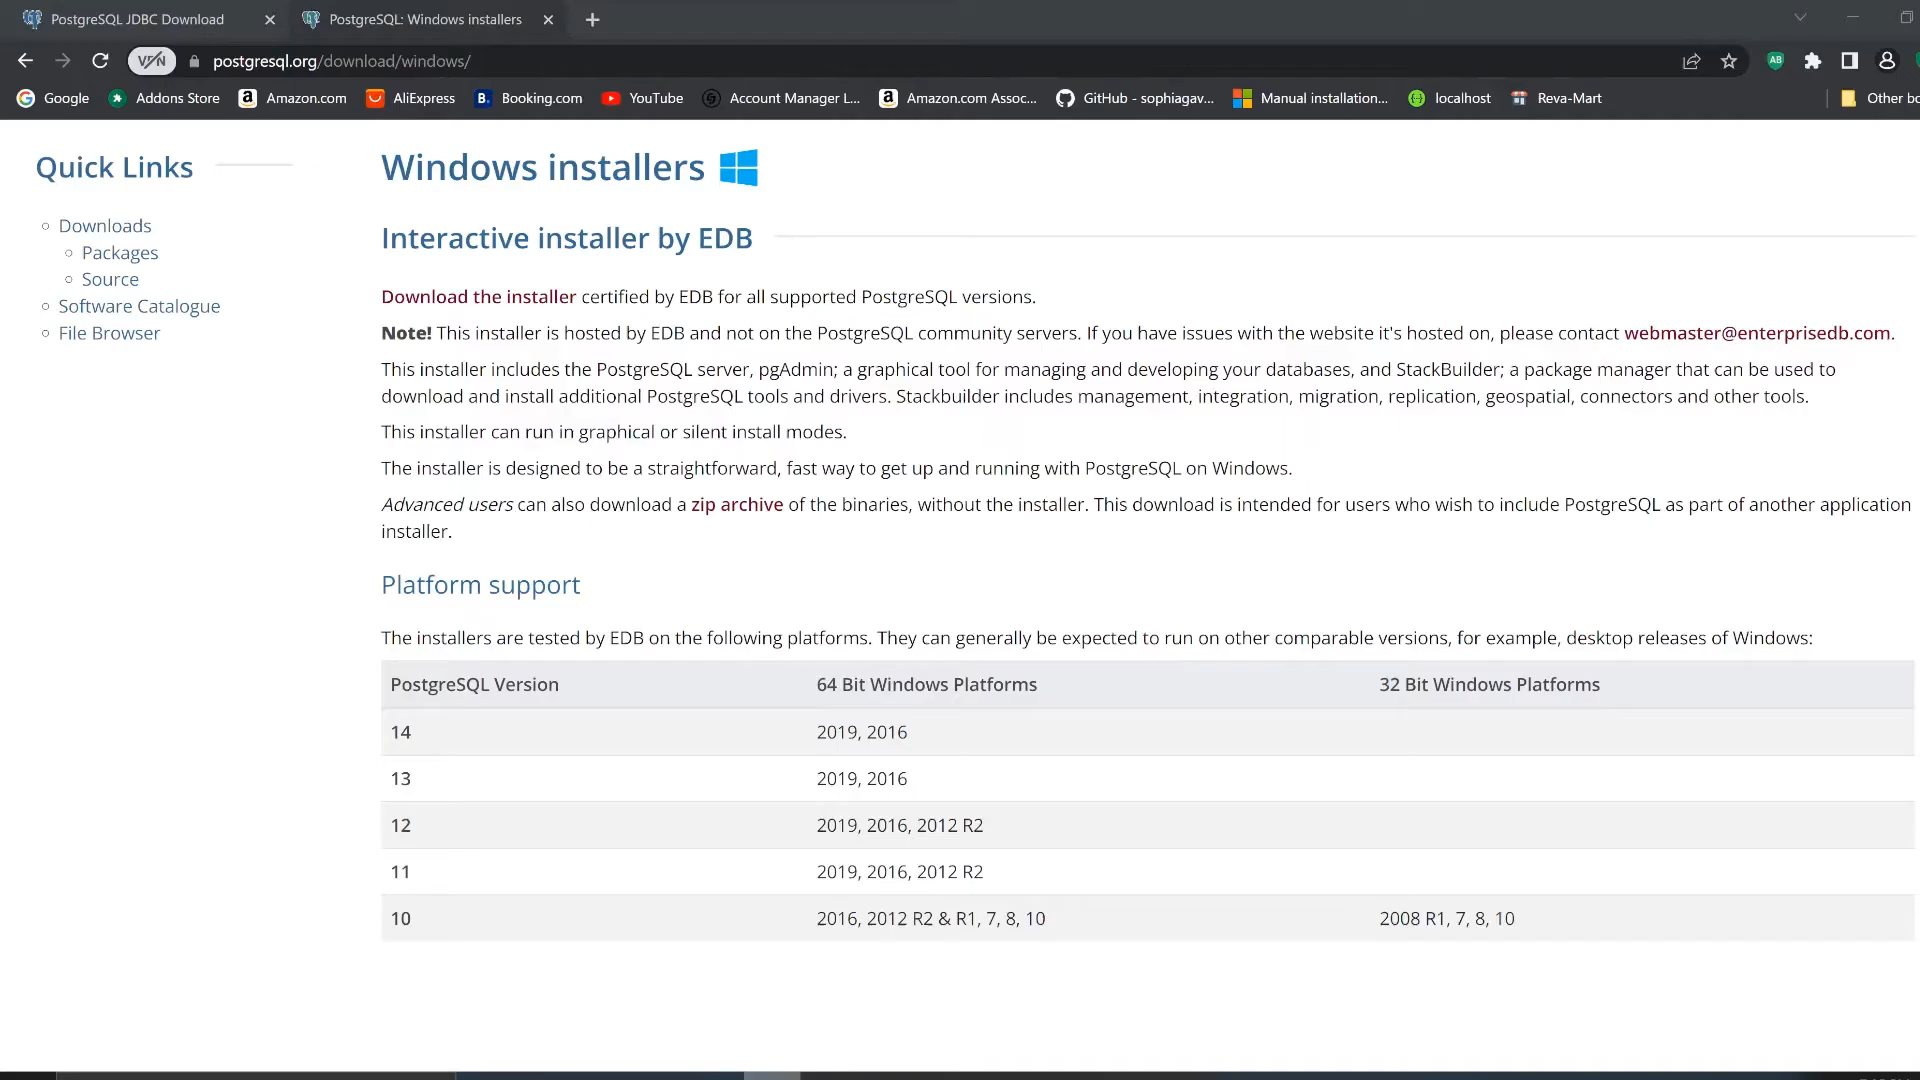 PostgreSQL JDBC Download
PostgreSQL: Windows installers
VPN
postgresql.org/download/windows/
AB
Google
Addons Store
Amazon.com
AliExpress
B.
Booking.com
YouTube
Account Manager L...
Amazon.com Assoc...
GitHub - sophiagav...
Manual installation...
localhost
Reva-Mart
Other bo
Quick Links
Downloads
Packages
Source
Software Catalogue
File Browser
Windows installers
Interactive installer by EDB
Download the installer certified by EDB for all supported PostgreSQL versions.
Note! This installer is hosted by EDB and not on the PostgreSQL community servers. If you have issues with the website it's hosted on, please contact webmaster@enterprisedb.com.
This installer includes the PostgreSQL server, pgAdmin; a graphical tool for managing and developing your databases, and StackBuilder; a package manager that can be used to
download and install additional PostgreSQL tools and drivers. Stackbuilder includes management, integration, migration, replication, geospatial, connectors and other tools.
This installer can run in graphical or silent install modes.
The installer is designed to be a straightforward, fast way to get up and running with PostgreSQL on Windows.
Advanced users can also download a zip archive of the binaries, without the installer. This download is intended for users who wish to include PostgreSQL as part of another application
installer.
Platform support
The installers are tested by EDB on the following platforms. They can generally be expected to run on other comparable versions, for example, desktop releases of Windows:
PostgreSQL Version 64 Bit Windows Platforms 32 Bit Windows Platforms
14 2019, 2016
13 2019, 2016
12 2019, 2016, 2012 R2
11 2019, 2016, 2012 R2
10 2016, 2012 R2 & R1, 7, 8, 10 2008 R1, 7, 8, 10